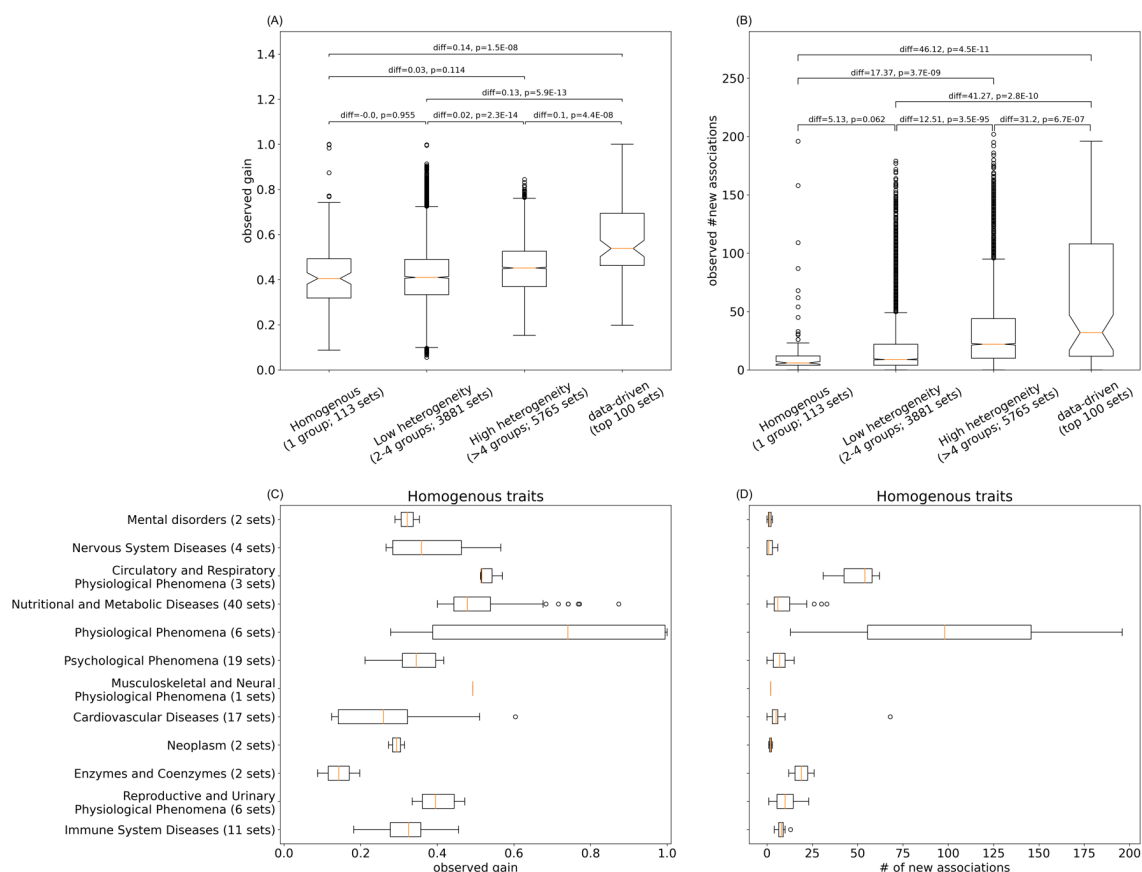 (A)
1.4
1.2
1.0
0.8
0.6
0.4
0.2
0.0
observed gain
diff=0.14, p=1.5E-08
diff=0.03, p=0.114
diff=0.13, p=5.9E-13
diff=-0.0, p=0.955
diff=0.02, p=2.3E-14
diff=0.1, p=4.4E-08
Homogenous
(1 group; 113 sets)
Low heterogeneity
(2-4 groups; 3881 sets)
High heterogeneity
(>4 groups; 5765 sets)
data-driven
(top 100 sets)
(B)
250
200
150
100
50
0
observed #new associations
diff=46.12, p=4.5E-11
diff=17.37, p=3.7E-09
diff=41.27, p=2.8E-10
diff=5.13, p=0.062
diff=12.51, p=3.5E-95
diff=31.2, p=6.7E-07
Homogenous
(1 group; 113 sets)
Low heterogeneity
(2-4 groups; 3881 sets)
High heterogeneity
(>4 groups; 5765 sets)
data-driven
(top 100 sets)
(C)
Homogenous traits
Mental disorders (2 sets)
Nervous System Diseases (4 sets)
Circulatory and Respiratory
Physiological Phenomena (3 sets)
Nutritional and Metabolic Diseases (40 sets)
Physiological Phenomena (6 sets)
Psychological Phenomena (19 sets)
Musculoskeletal and Neural
Physiological Phenomena (1 sets)
Cardiovascular Diseases (17 sets)
Neoplasm (2 sets)
Enzymes and Coenzymes (2 sets)
Reproductive and Urinary
Physiological Phenomena (6 sets)
Immune System Diseases (11 sets)
0.0 0.2 0.4 0.6 0.8 1.0
observed gain
(D)
Homogenous traits
0 25 50 75 100 125 150 175 200
# of new associations